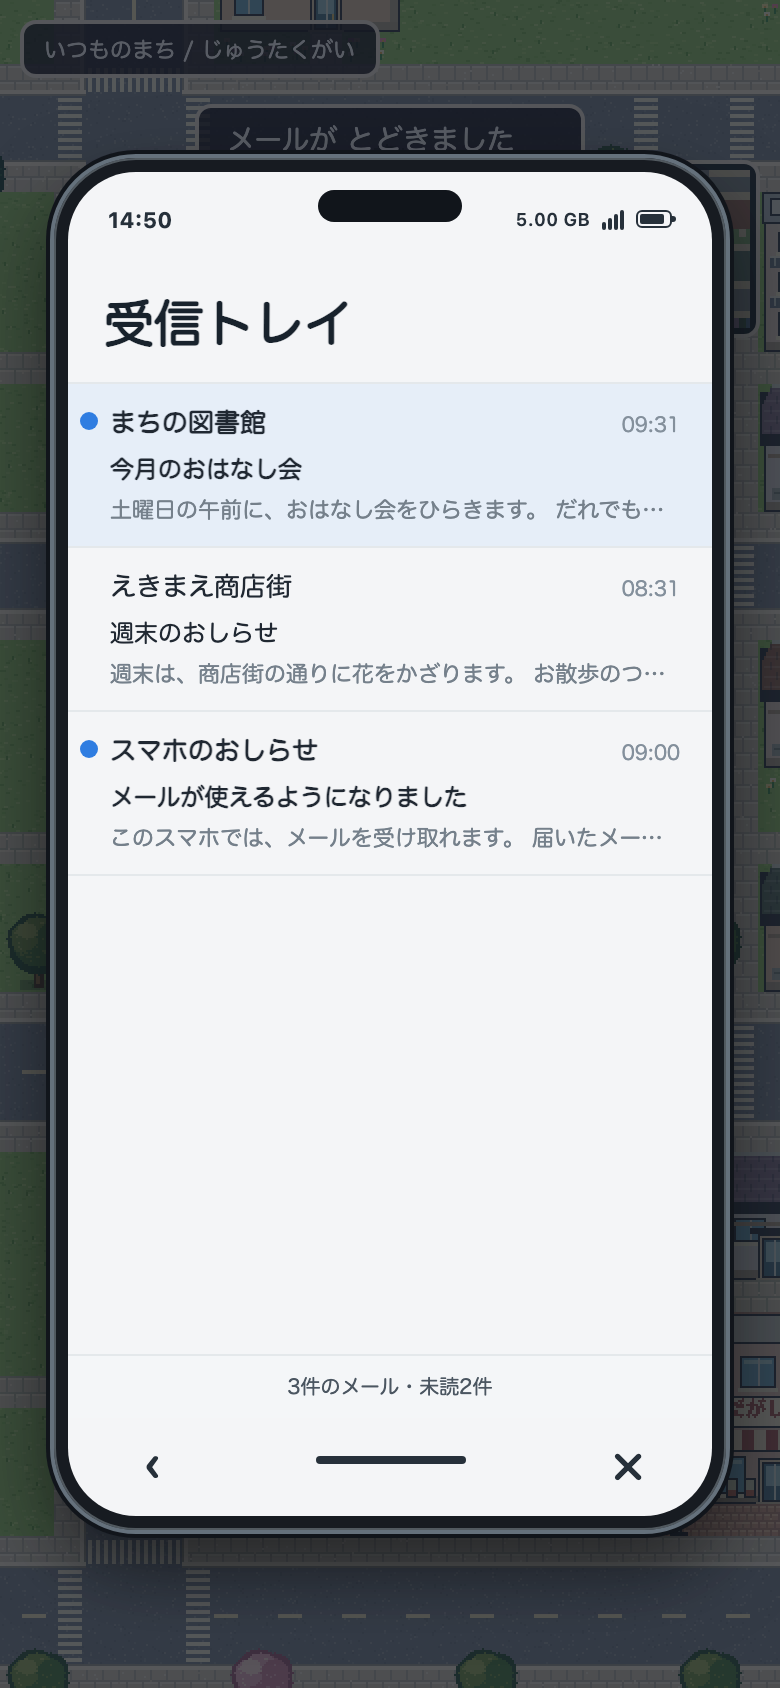 いつものまち / じゅうたくがい
メールが とどきました
14:50
5.00 GB
受信トレイ
まちの図書館
09:31
今月のおはなし会
土曜日の午前に、おはなし会をひらきます。 だれでも…
えきまえ商店街
08:31
週末のおしらせ
週末は、商店街の通りに花をかざります。 お散歩のつ…
スマホのおしらせ
09:00
メールが使えるようになりました
このスマホでは、メールを受け取れます。 届いたメー…
3件のメール・未読2件